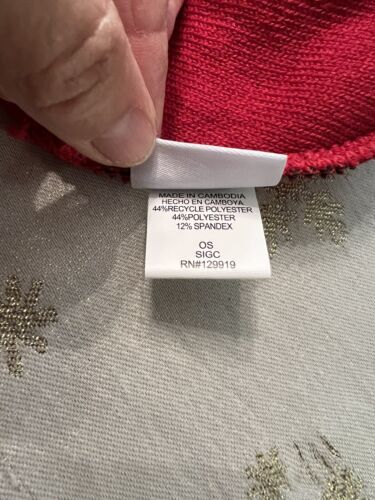 MADE IN CAMBODIA
HECHO EN CAMBOYA
44%RECYCLE POLYESTER
44%POLYESTER
12% SPANDEX
OS
SIGC
RN#129919